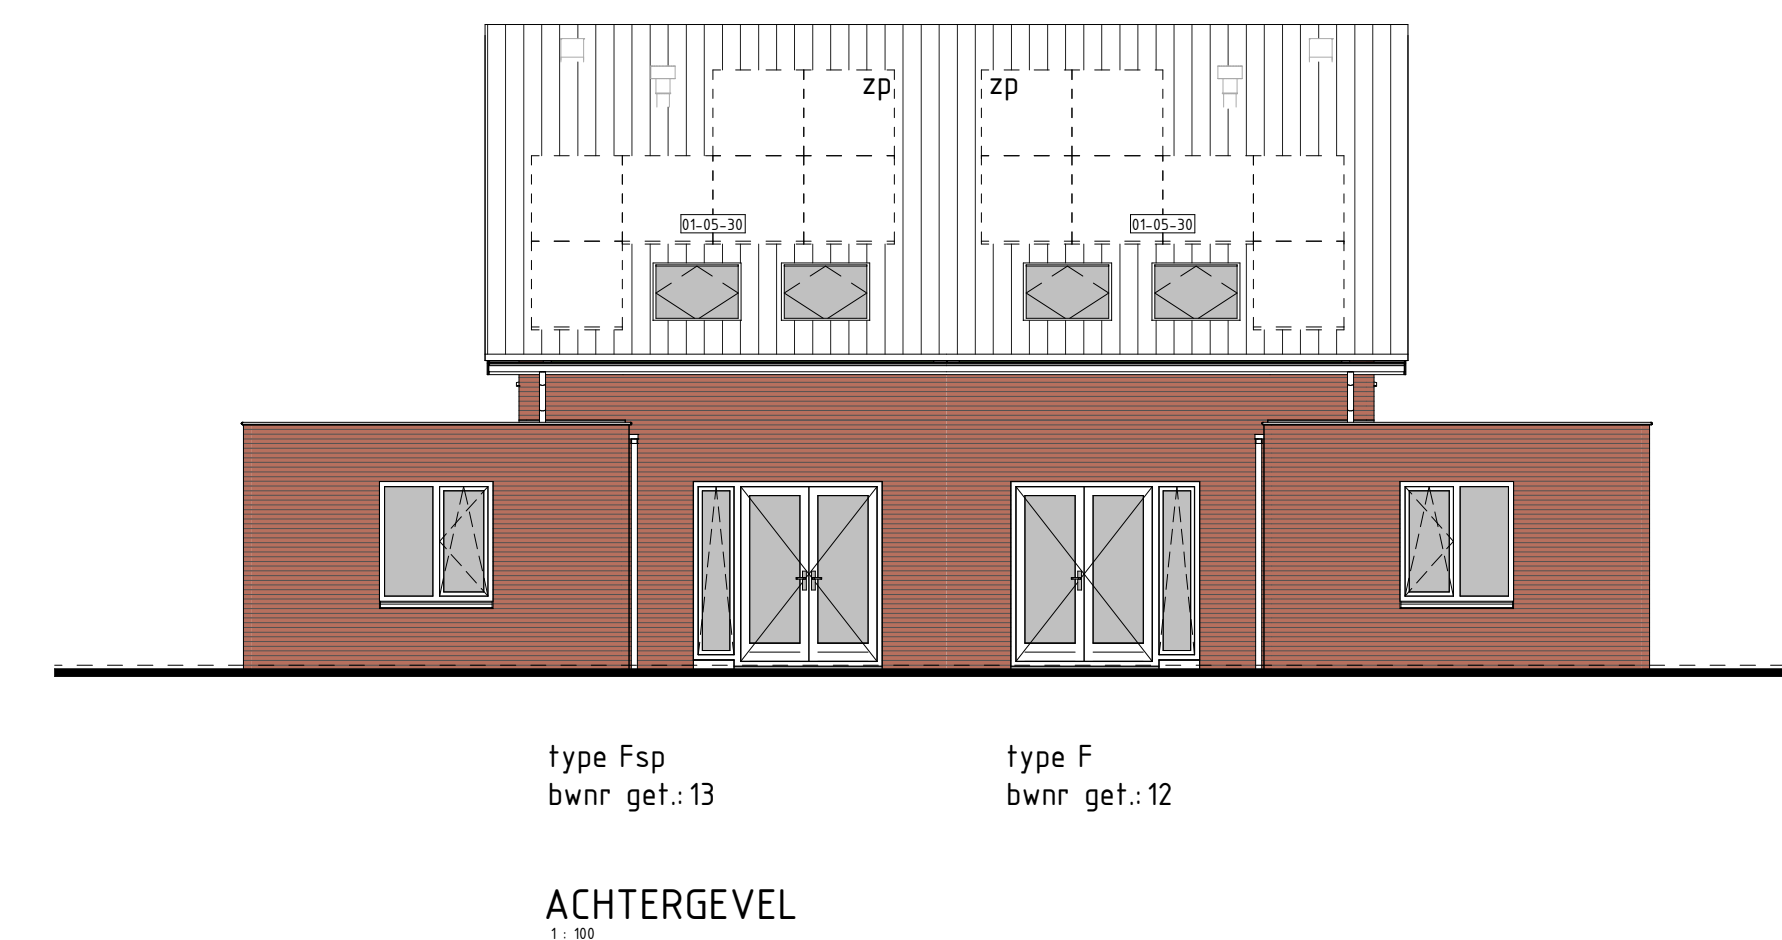 zp zp
01-05-30 01-05-30
type Fsp
bwnr get.: 13
type F
bwnr get.: 12
ACHTERGEVEL
1 : 100